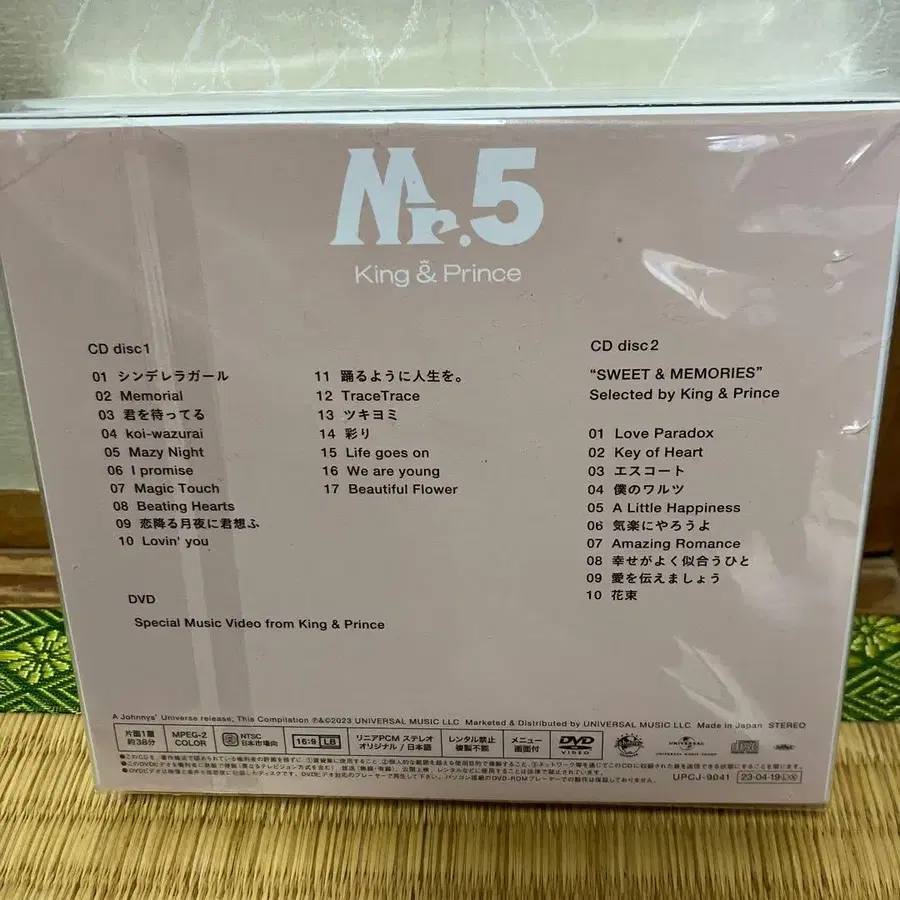 Mr.5
King & Prince
CD disc1
01 シンデレラガール
02 Memorial
03 君を待ってる
04 koi-wazurai
05 Mazy Night
06 I promise
07 Magic Touch
08 Beating Hearts
09 恋降る月夜に君想ふ
10 Lovin' you
11 踊るように人生を。
12 TraceTrace
13 ツキヨミ
14 彩り
15 Life goes on
16 We are young
17 Beautiful Flower
DVD
Special Music Video from King & Prince
CD disc2
“SWEET & MEMORIES”
Selected by King & Prince
01 Love Paradox
02 Key of Heart
03 エスコート
04 僕のワルツ
05 A Little Happiness
06 気楽にやろうよ
07 Amazing Romance
08 幸せがよく似合うひと
09 愛を伝えましょう
10 花束
A Johnnys' Universe release; This Compilation ℗&©2023 UNIVERSAL MUSIC LLC Marketed & Distributed by UNIVERSAL MUSIC LLC Made in Japan STEREO
片面1層
約38分
MPEG-2
COLOR
NTSC
日本市場向
16:9 LB
リニアPCM ステレオ
オリジナル / 日本語
レンタル禁止
複製不能
メニュー
画面付
DVD
VIDEO
UNIVERSAL
UPCJ-9041
23・04・19